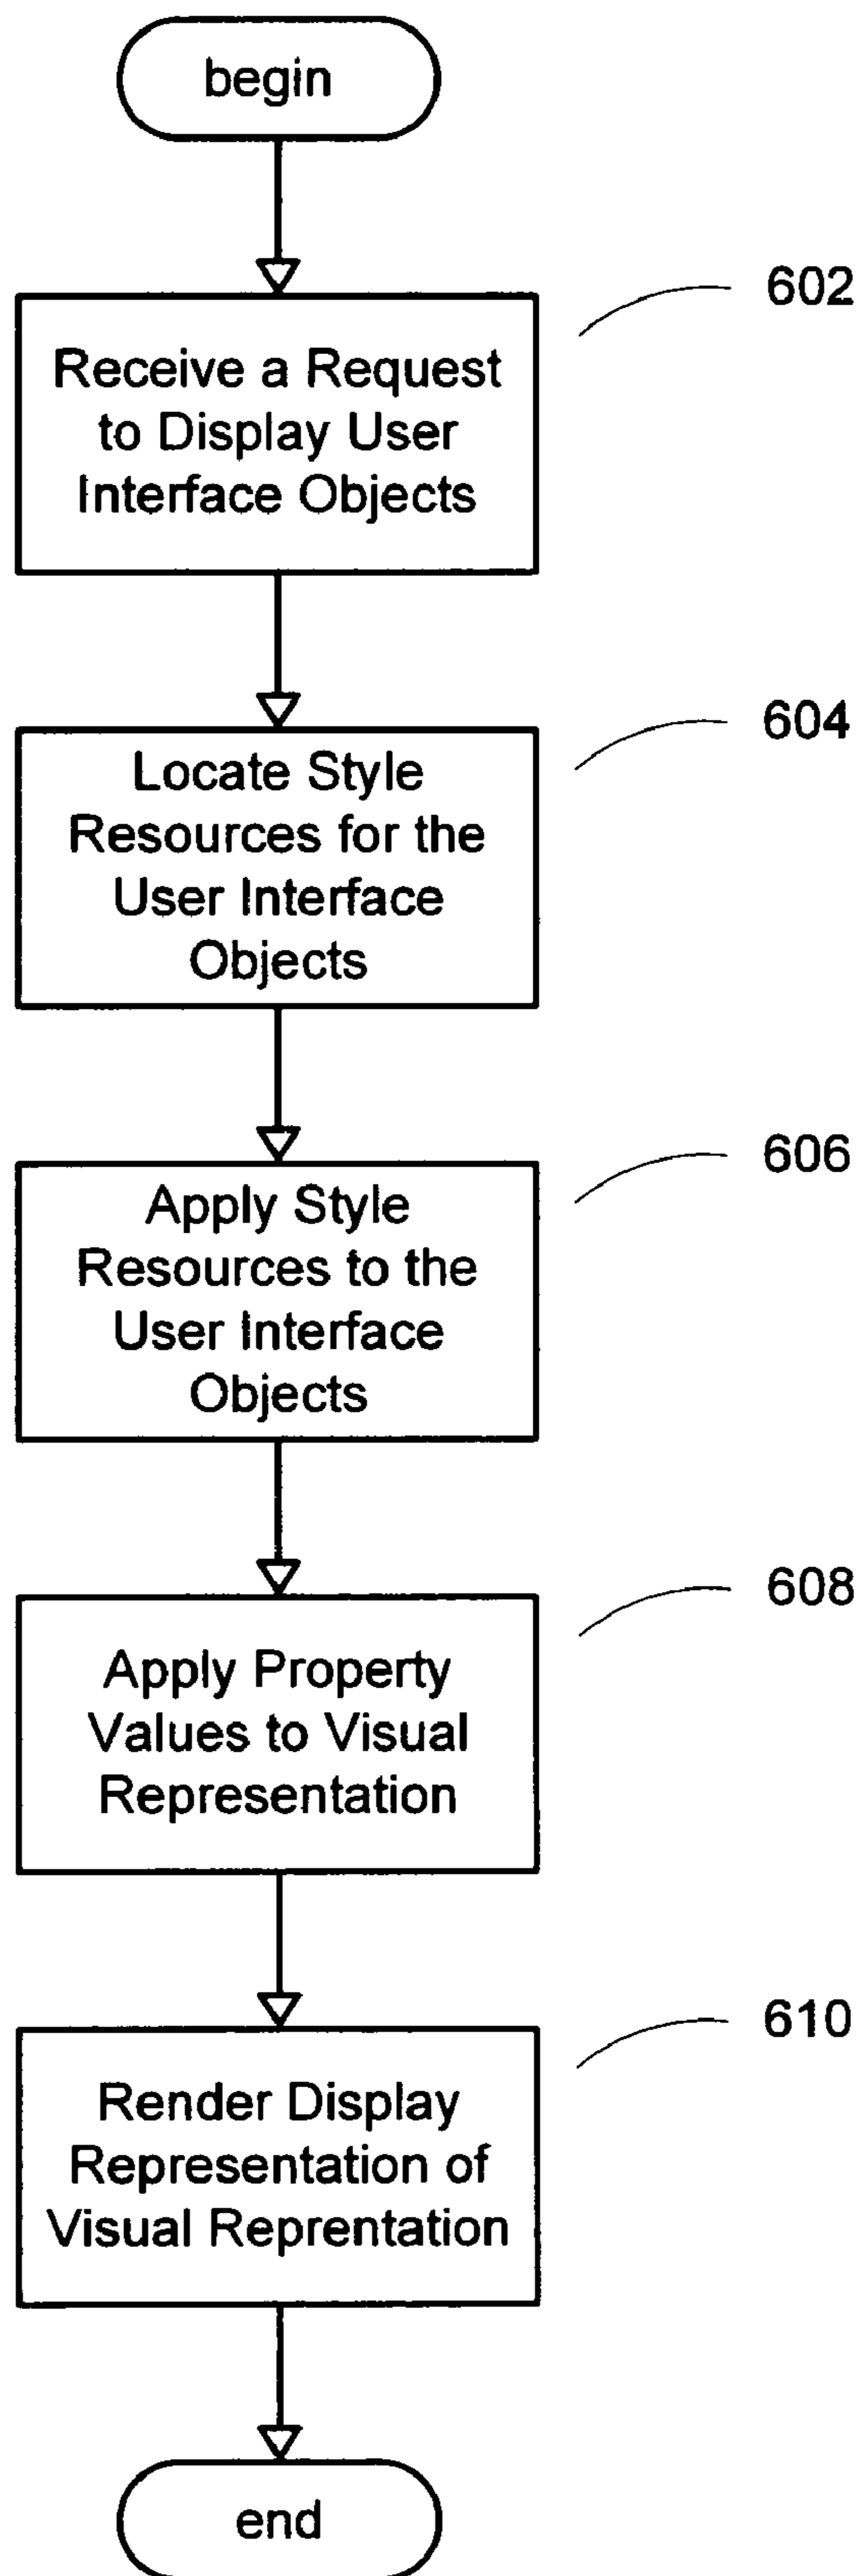 begin
602
Receive a Request
to Display User
Interface Objects
604
Locate Style
Resources for the
User Interface
Objects
606
Apply Style
Resources to the
User Interface
Objects
608
Apply Property
Values to Visual
Representation
610
Render Display
Representation of
Visual Reprentation
end